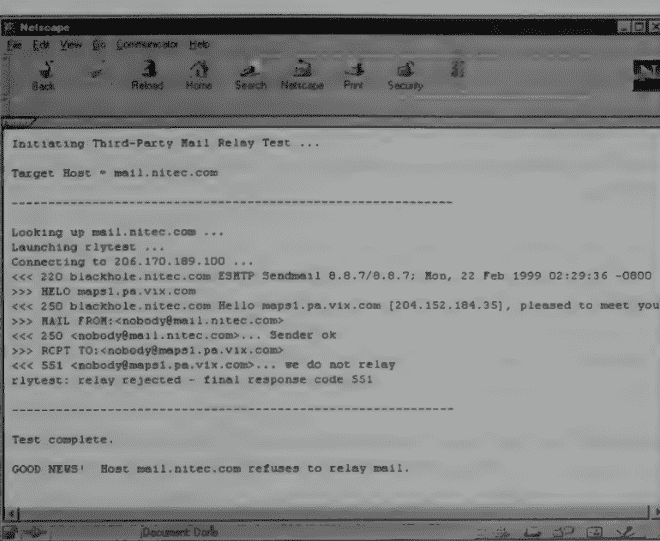 Netscape
File Edit View Go Communicator Help
Back Reload Home Search Netscape Print Security
Initiating Third-Party Mail Relay Test ...
Target Host = mail.nitec.com
-------------------------------------------------------------
Looking up mail.nitec.com ...
Launching rlytest ...
Connecting to 206.170.189.100 ...
<<< 220 blackhole.nitec.com ESMTP Sendmail 8.8.7/8.8.7; Mon, 22 Feb 1999 02:29:36 -0800
>>> HELO maps1.pa.vix.com
<<< 250 blackhole.nitec.com Hello maps1.pa.vix.com [204.152.184.35], pleased to meet you
>>> MAIL FROM:<nobody@mail.nitec.com>
<<< 250 <nobody@mail.nitec.com>... Sender ok
>>> RCPT TO:<nobody@maps1.pa.vix.com>
<<< 551 <nobody@maps1.pa.vix.com>... we do not relay
rlytest: relay rejected - final response code 551
-------------------------------------------------------------
Test complete.
GOOD NEWS! Host mail.nitec.com refuses to relay mail.
Document: Done